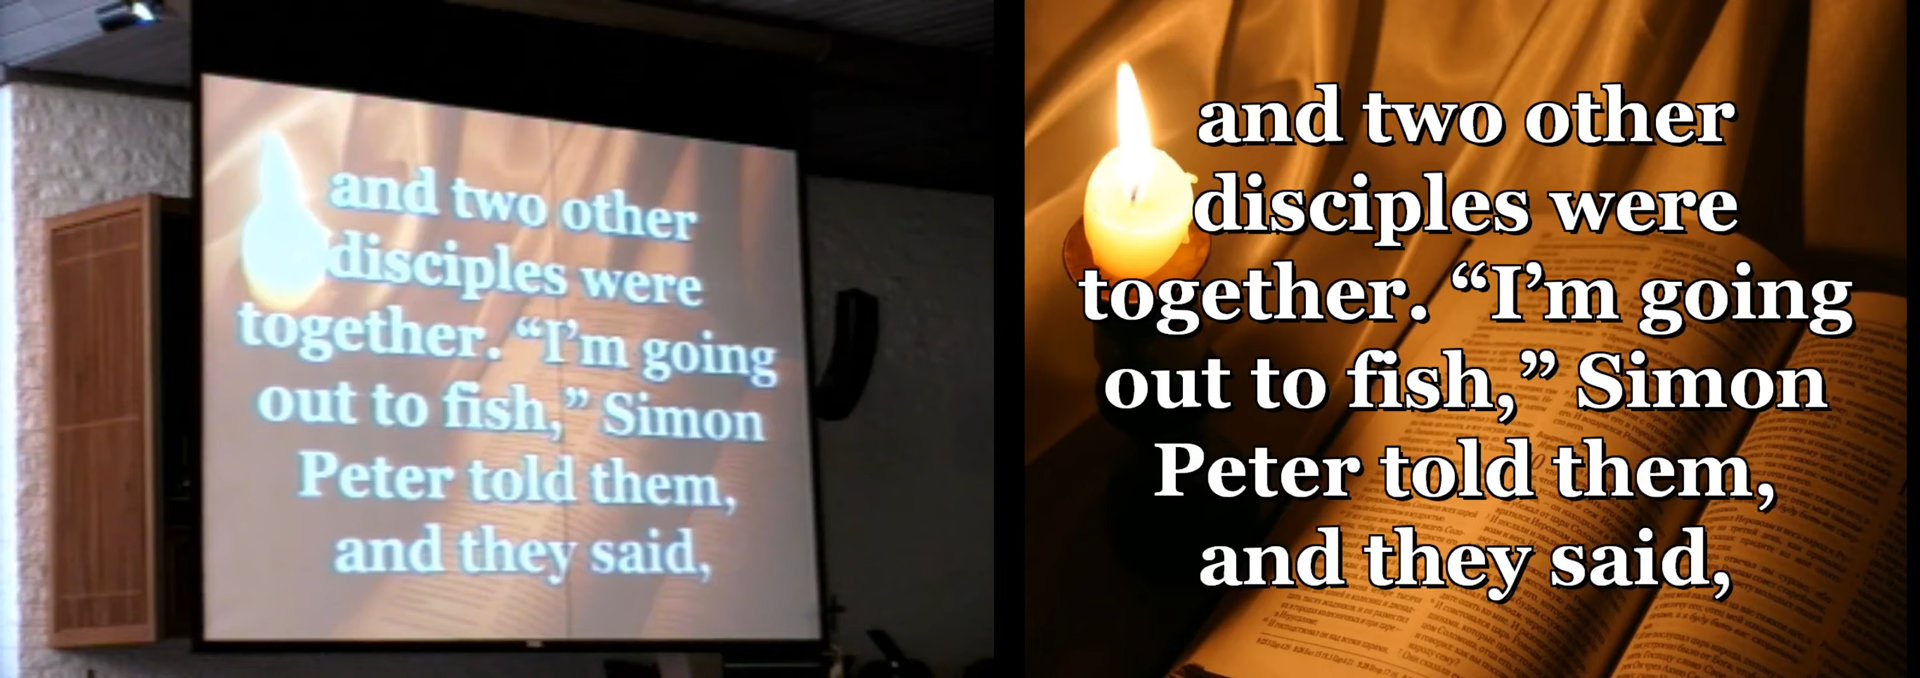 and two other
disciples were
together. “I’m going
out to fish,” Simon
Peter told them,
and they said,
and two other
disciples were
together. “I’m going
out to fish,” Simon
Peter told them,
and they said,